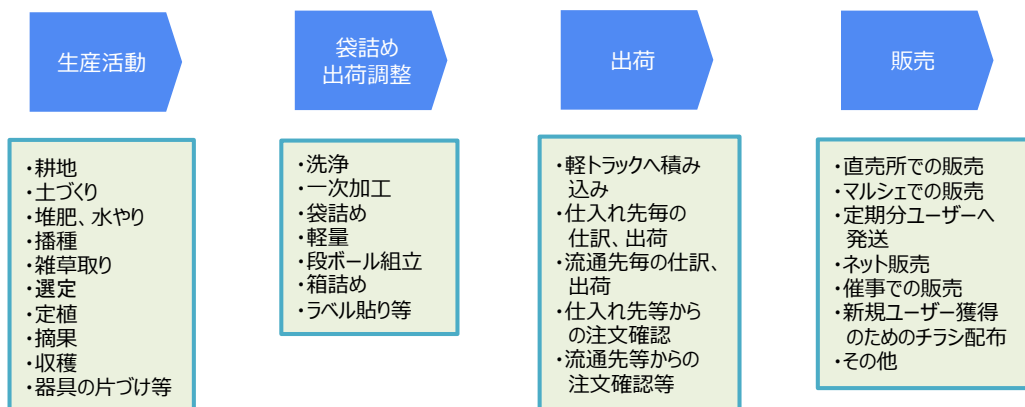 生産活動
袋詰め
出荷調整
出荷
販売
・耕地
・土づくり
・堆肥、水やり
・播種
・雑草取り
・選定
・定植
・摘果
・収穫
・器具の片づけ等
・洗浄
・一次加工
・袋詰め
・軽量
・段ボール組立
・箱詰め
・ラベル貼り等
・軽トラックへ積み
込み
・仕入れ先毎の
仕訳、出荷
・流通先毎の仕訳、
出荷
・仕入れ先等から
の注文確認
・流通先等からの
注文確認等
・直売所での販売
・マルシェでの販売
・定期分ユーザーへ
発送
・ネット販売
・催事での販売
・新規ユーザー獲得
のためのチラシ配布
・その他